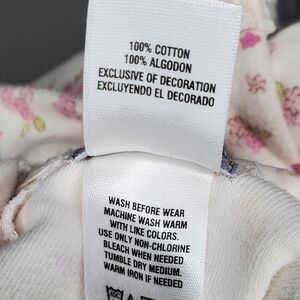 100% COTTON
100% ALGODON
EXCLUSIVE OF DECORATION
EXCLUYENDO EL DECORADO
WASH BEFORE WEAR
MACHINE WASH WARM
WITH LIKE COLORS.
USE ONLY NON-CHLORINE
BLEACH WHEN NEEDED
TUMBLE DRY MEDIUM.
WARM IRON IF NEEDED